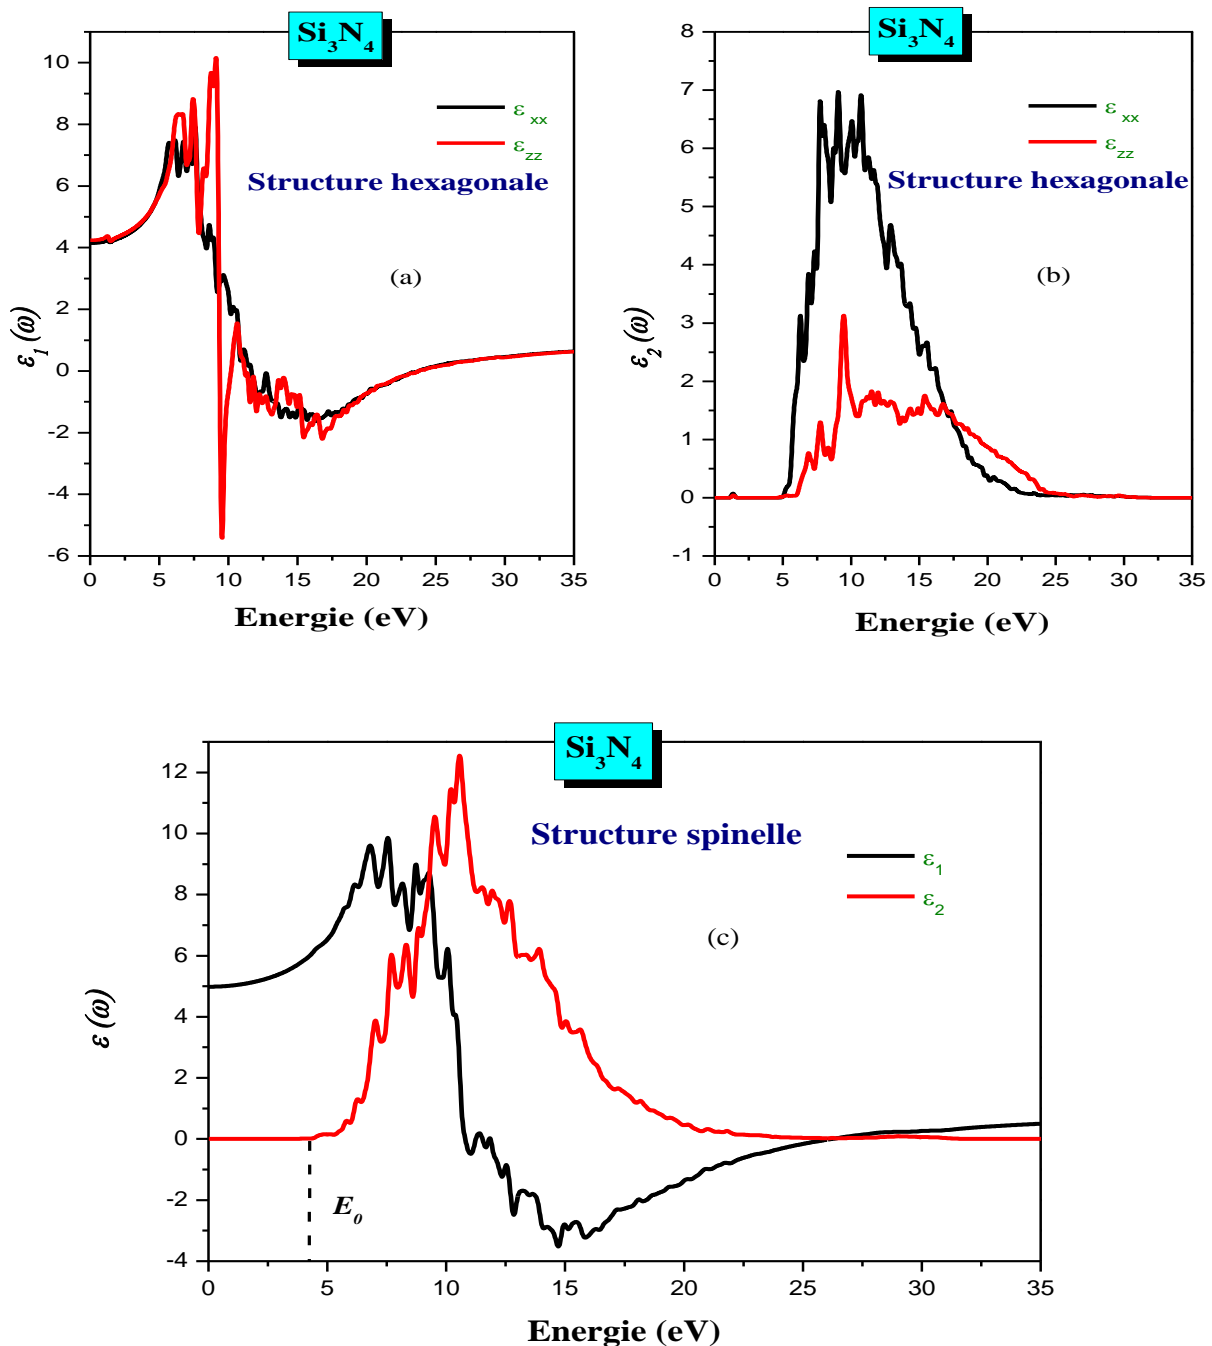 Si₃N₄
ε xx
ε zz
Structure hexagonale
(a)
ε₁ (ω)
10
8
6
4
2
0
-2
-4
-6
0 5 10 15 20 25 30 35
Energie (eV)
Si₃N₄
ε xx
ε zz
Structure hexagonale
(b)
ε₂ (ω)
8
7
6
5
4
3
2
1
0
-1
0 5 10 15 20 25 30 35
Energie (eV)
Si₃N₄
Structure spinelle
ε₁
ε₂
(c)
ε (ω)
12
10
8
6
4
2
0
-2
-4
E₀
0 5 10 15 20 25 30 35
Energie (eV)